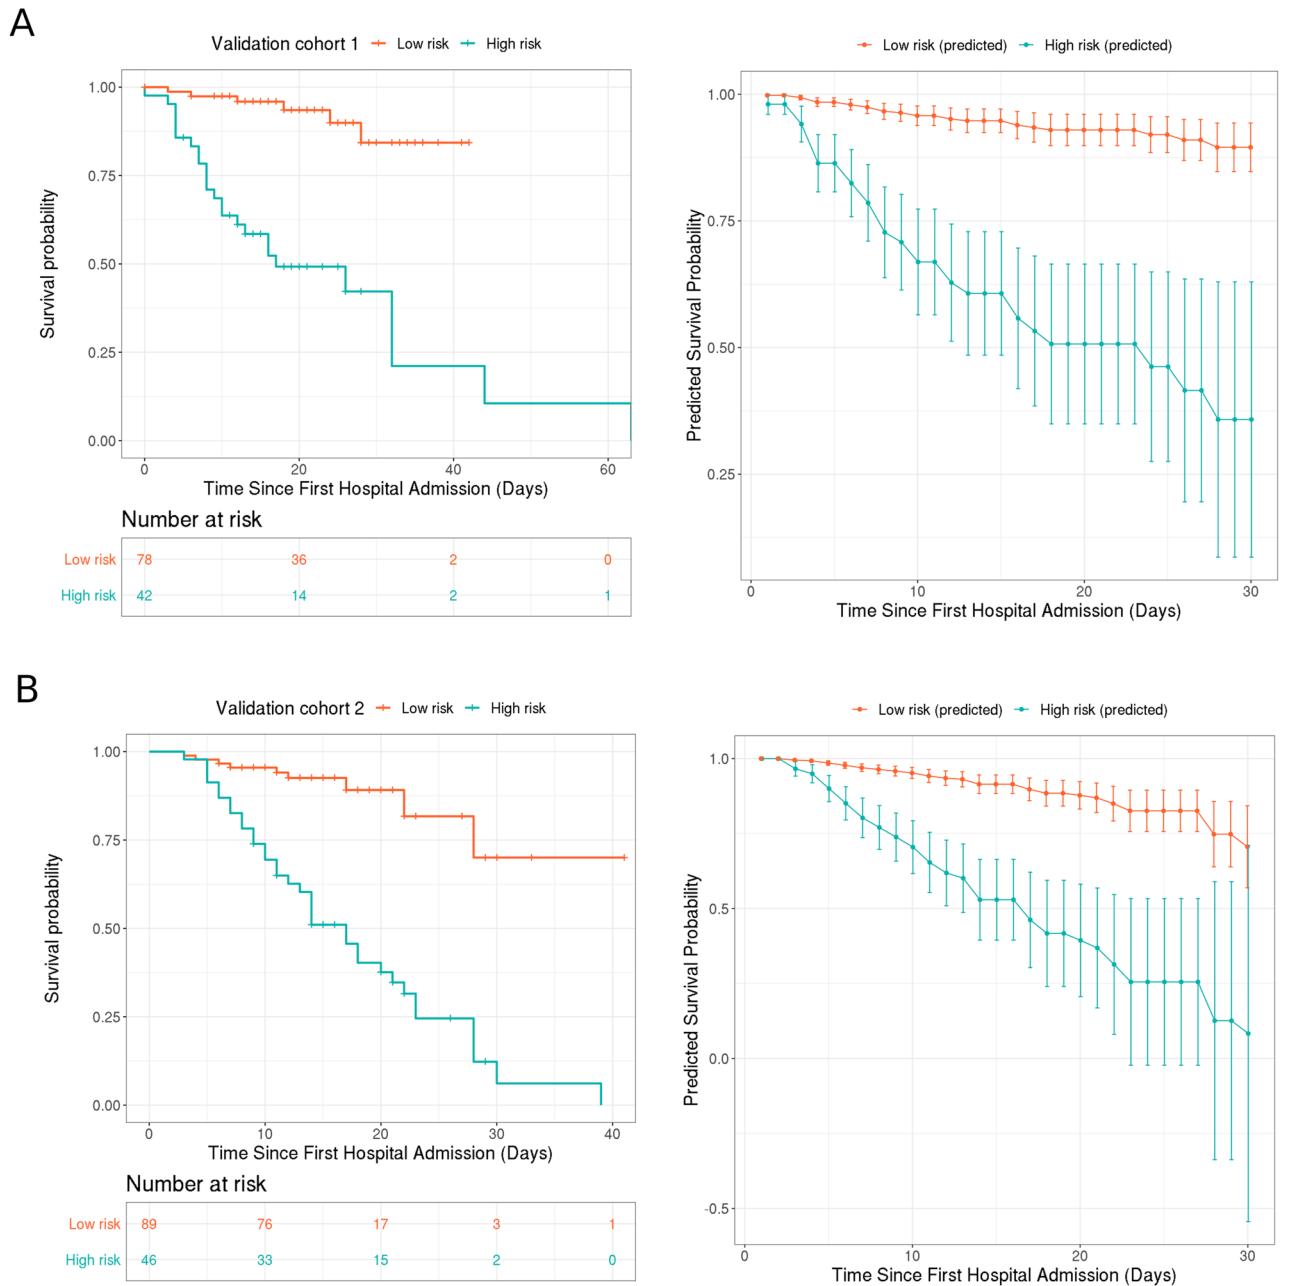 A
Validation cohort 1 Low risk High risk
1.00
0.75
0.50
0.25
0.00
Survival probability
0 20 40 60
Time Since First Hospital Admission (Days)
Number at risk
Low risk 78 36 2 0
High risk 42 14 2 1
Low risk (predicted) High risk (predicted)
1.00
0.75
0.50
0.25
Predicted Survival Probability
0 10 20 30
Time Since First Hospital Admission (Days)
B
Validation cohort 2 Low risk High risk
1.00
0.75
0.50
0.25
0.00
Survival probability
0 10 20 30 40
Time Since First Hospital Admission (Days)
Number at risk
Low risk 89 76 17 3 1
High risk 46 33 15 2 0
Low risk (predicted) High risk (predicted)
1.0
0.5
0.0
-0.5
Predicted Survival Probability
0 10 20 30
Time Since First Hospital Admission (Days)